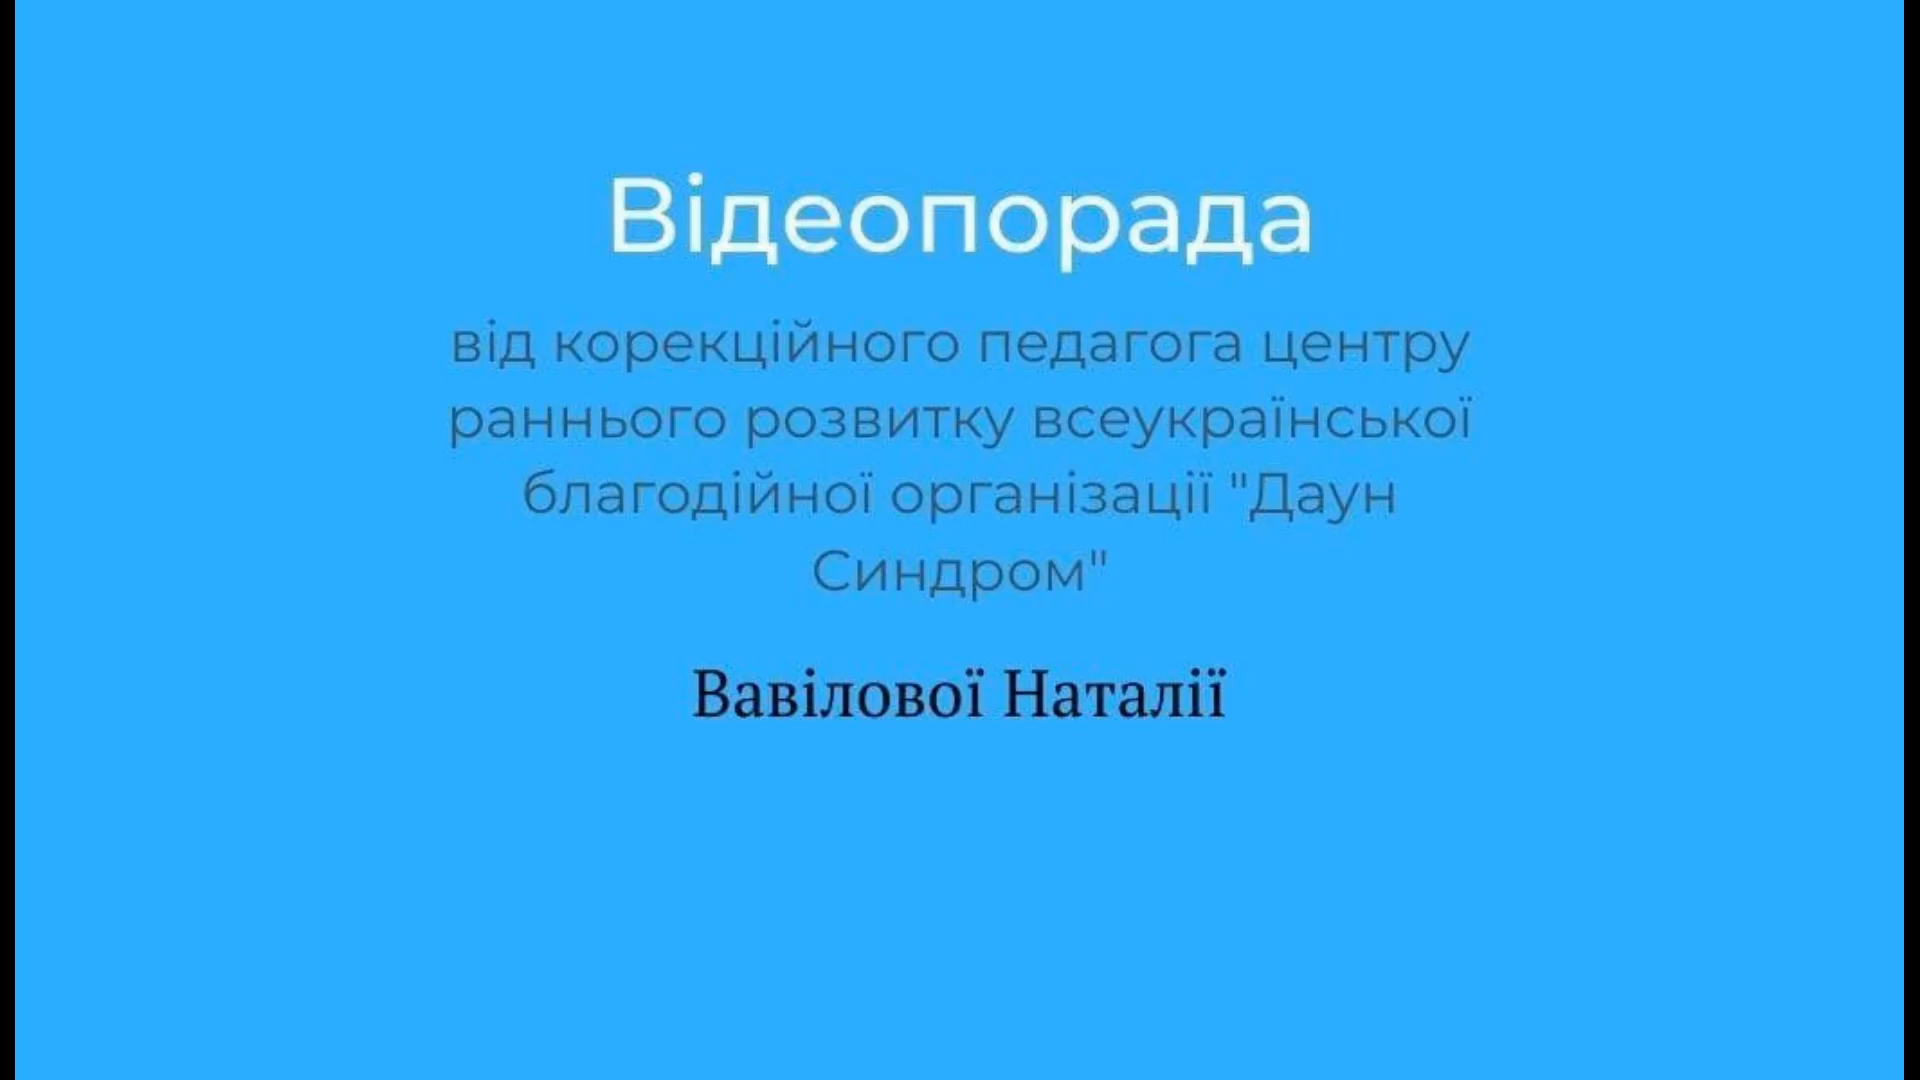 Відеопорада
від корекційного педагога центру
раннього розвитку всеукраїнської
благодійної організації "Даун
Синдром"
Вавілової Наталії